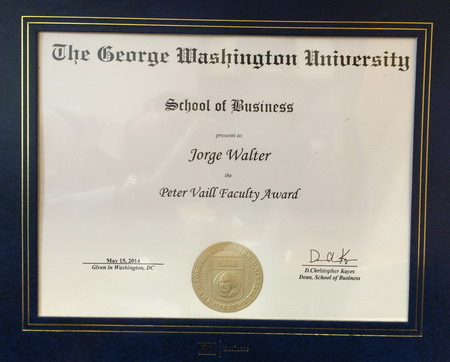 The George Washington University
School of Business
presents to
Jorge Walter
the
Peter Vaill Faculty Award
May 15, 2014
Given in Washington, DC
D.Christopher Kayes
Dean, School of Business